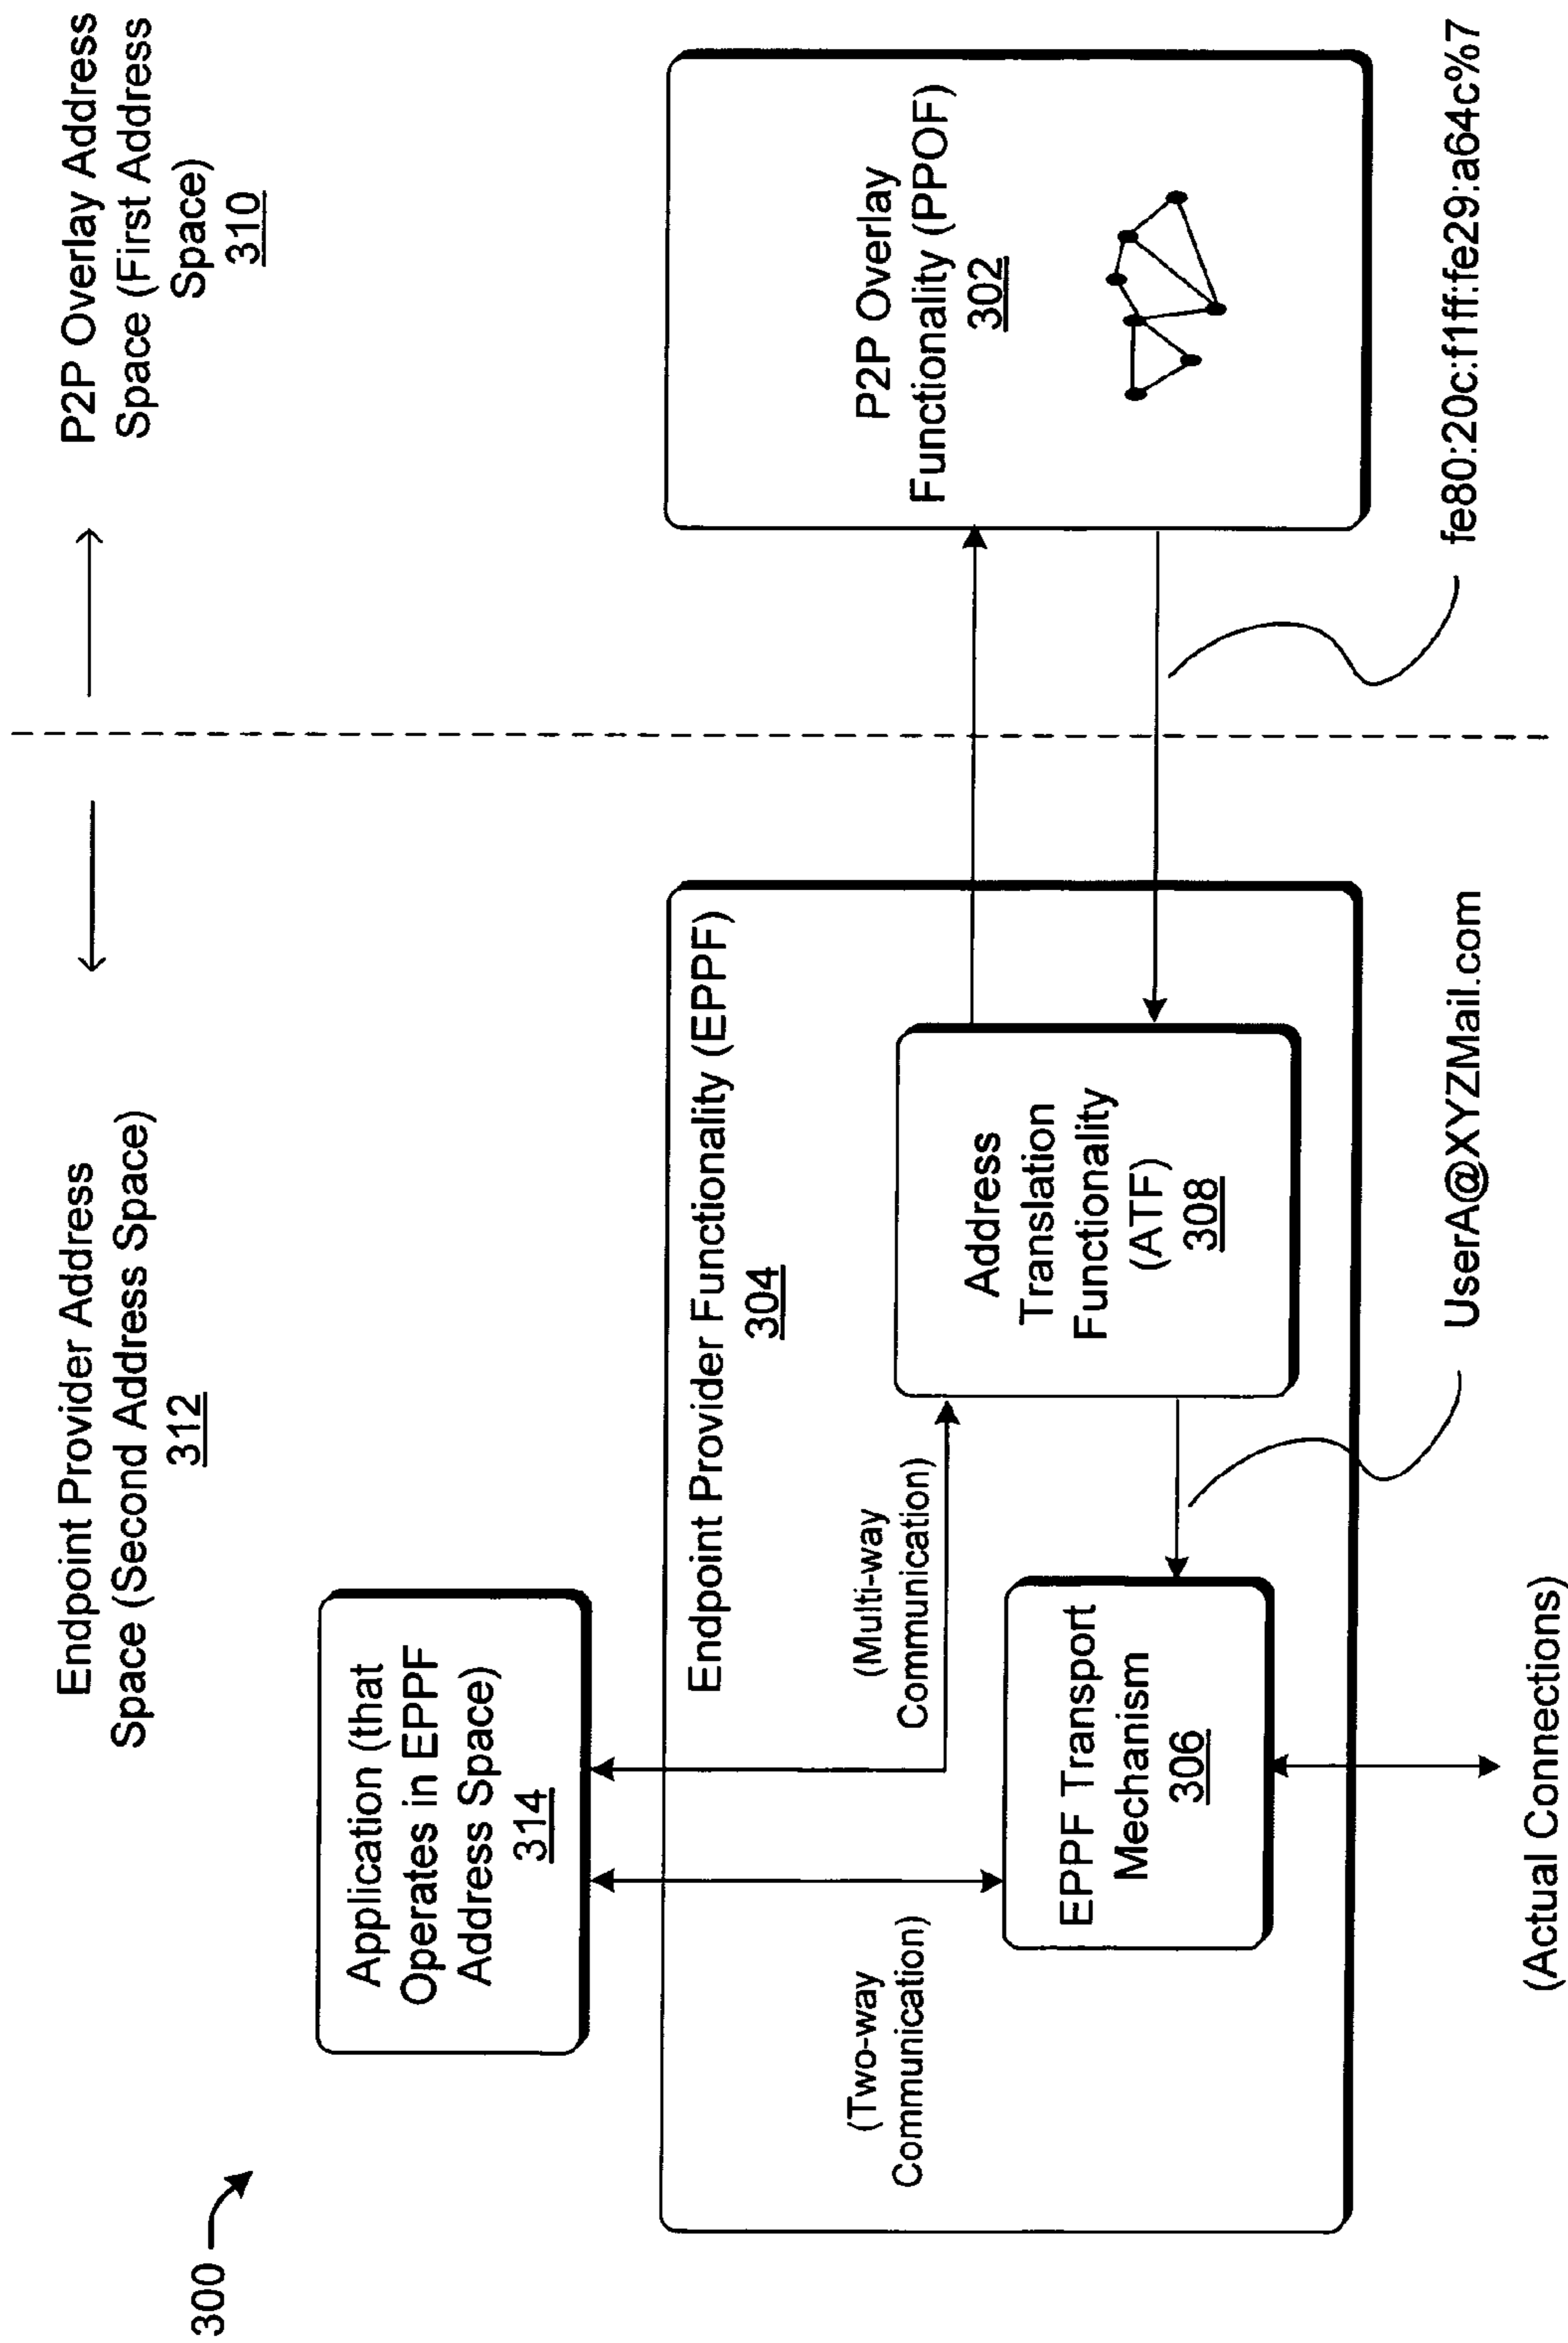 300
Endpoint Provider Address
Space (Second Address Space)
312
P2P Overlay Address
Space (First Address
Space)
310
Application (that
Operates in EPPF
Address Space)
314
Endpoint Provider Functionality (EPPF)
304
(Two-way
Communication)
(Multi-way
Communication)
EPPF Transport
Mechanism
306
Address
Translation
Functionality
(ATF)
308
P2P Overlay
Functionality (PPOF)
302
(Actual Connections)
UserA@XYZMail.com
fe80:20c:f1ff:fe29:a64c%7